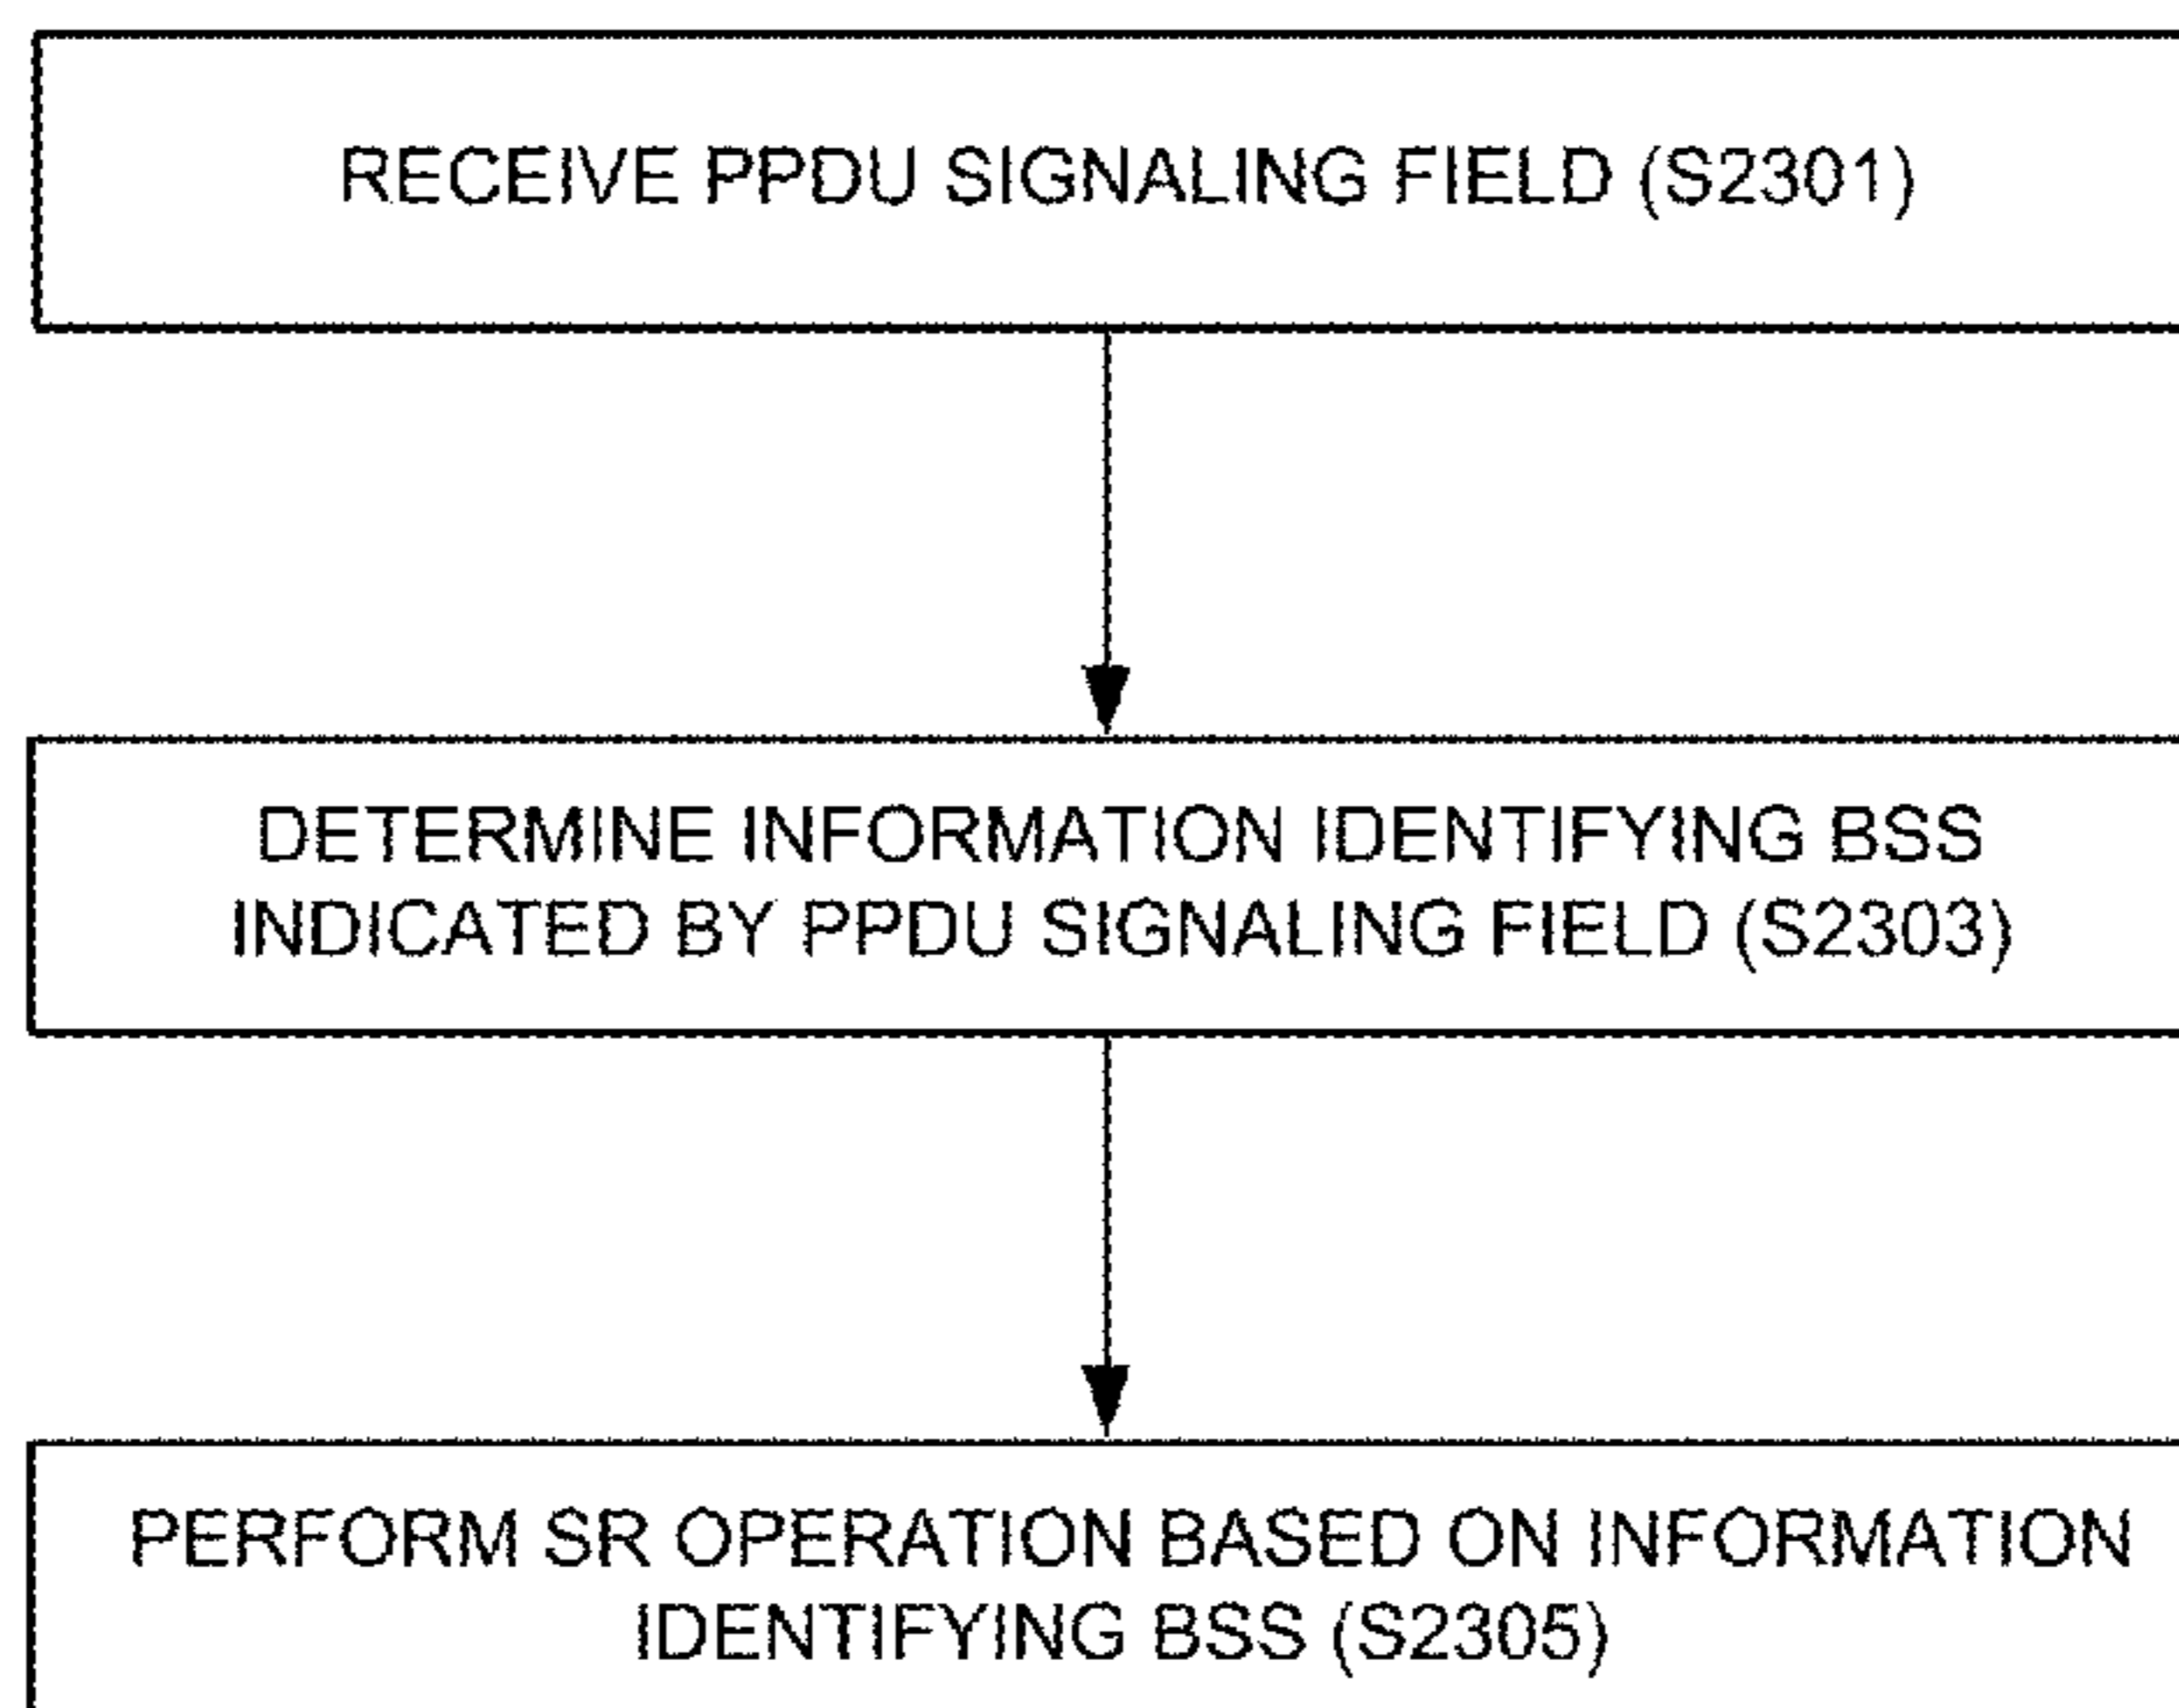 RECEIVE PPDU SIGNALING FIELD (S2301)
DETERMINE INFORMATION IDENTIFYING BSS
INDICATED BY PPDU SIGNALING FIELD (S2303)
PERFORM SR OPERATION BASED ON INFORMATION
IDENTIFYING BSS (S2305)